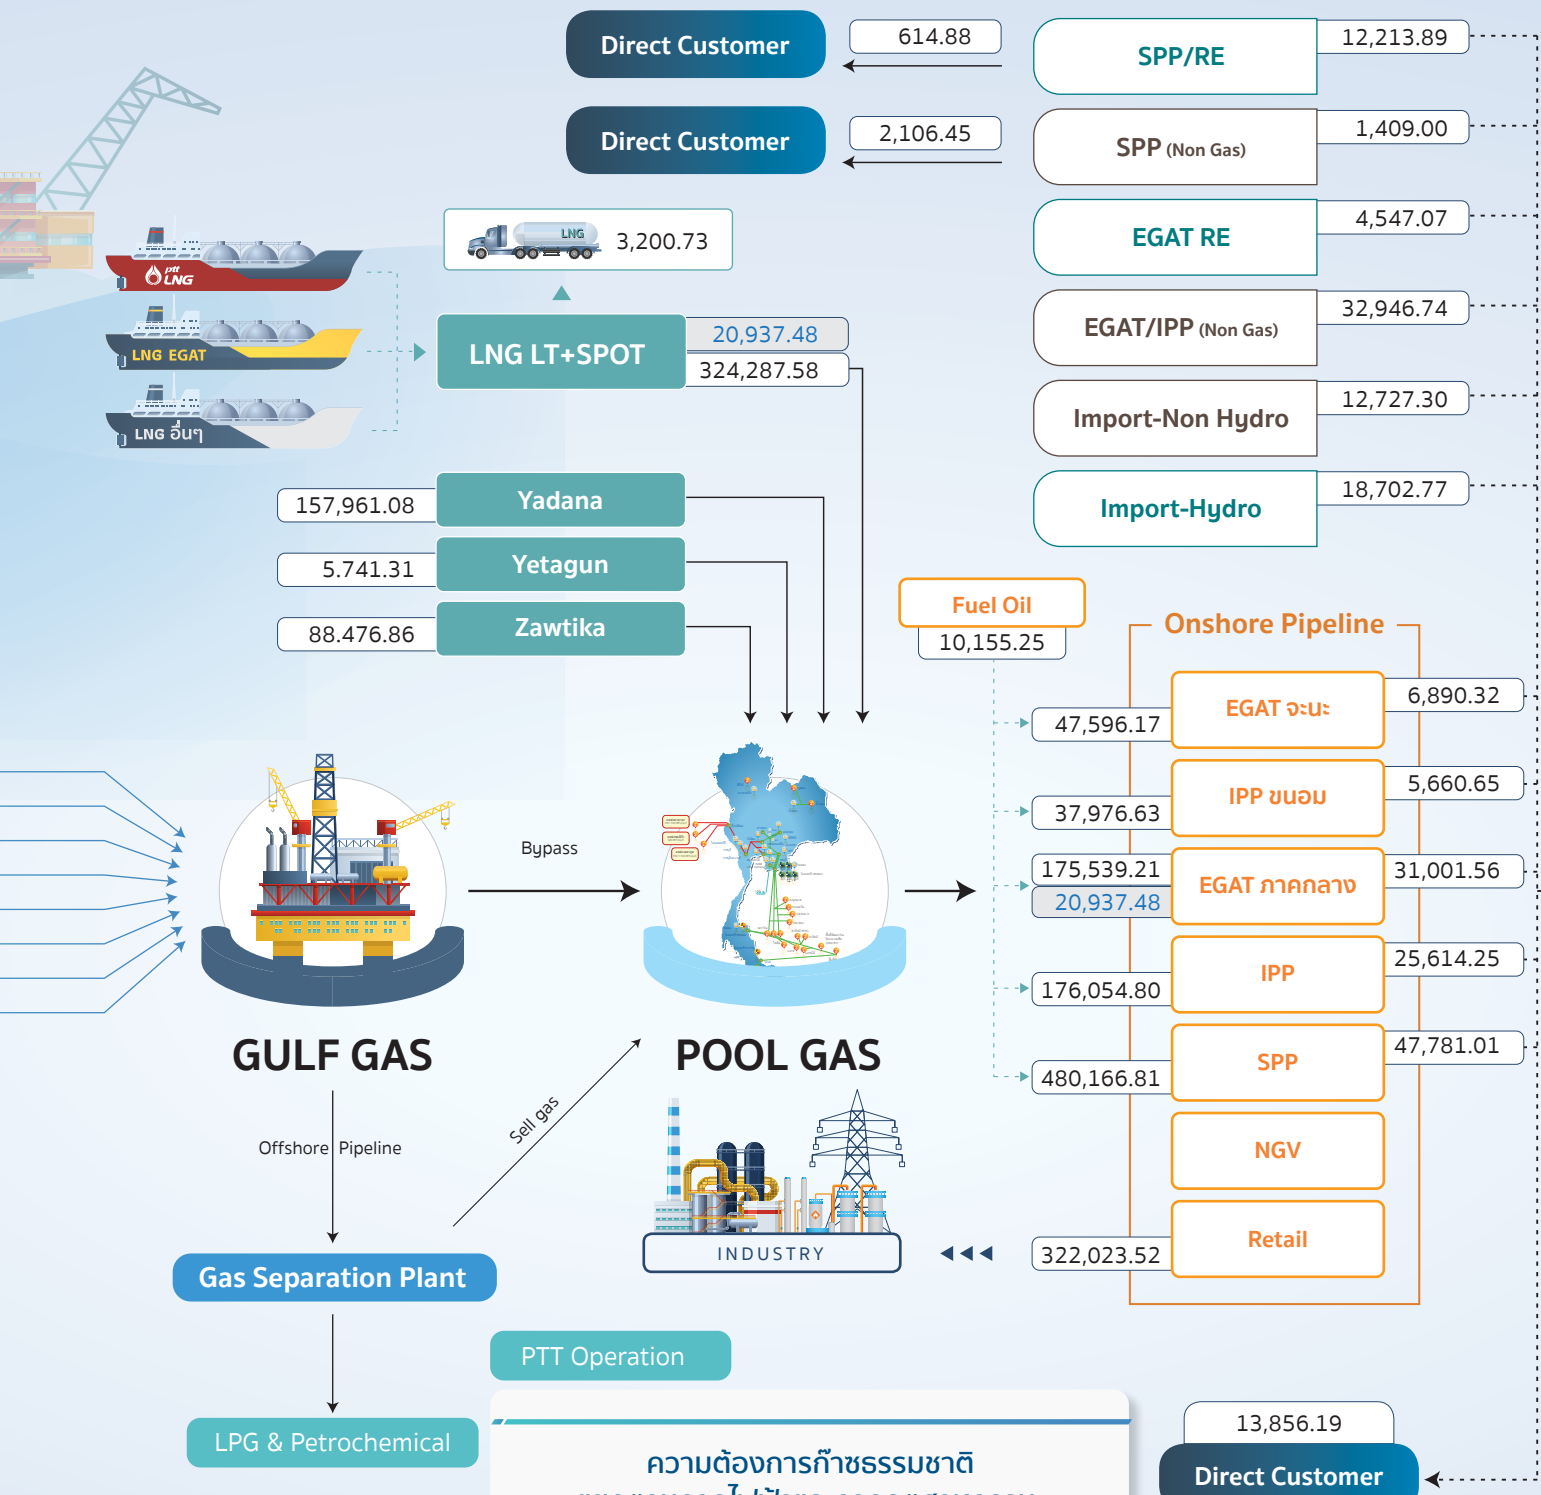 Direct Customer
614.88
SPP/RE
12,213.89
Direct Customer
2,106.45
SPP (Non Gas)
1,409.00
EGAT RE
4,547.07
LNG
3,200.73
ptt
LNG
LNG EGAT
LNG อื่นๆ
LNG LT+SPOT
20,937.48
324,287.58
EGAT/IPP (Non Gas)
32,946.74
Import-Non Hydro
12,727.30
Import-Hydro
18,702.77
157,961.08
Yadana
5.741.31
Yetagun
88.476.86
Zawtika
Fuel Oil
10,155.25
Onshore Pipeline
47,596.17
EGAT จะนะ
6,890.32
37,976.63
IPP ขนอม
5,660.65
175,539.21
20,937.48
EGAT ภาคกลาง
31,001.56
176,054.80
IPP
25,614.25
480,166.81
SPP
47,781.01
NGV
322,023.52
Retail
Bypass
GULF GAS
POOL GAS
Offshore Pipeline
Sell gas
INDUSTRY
Gas Separation Plant
PTT Operation
LPG & Petrochemical
ความต้องการก๊าซธรรมชาติ
13,856.19
Direct Customer